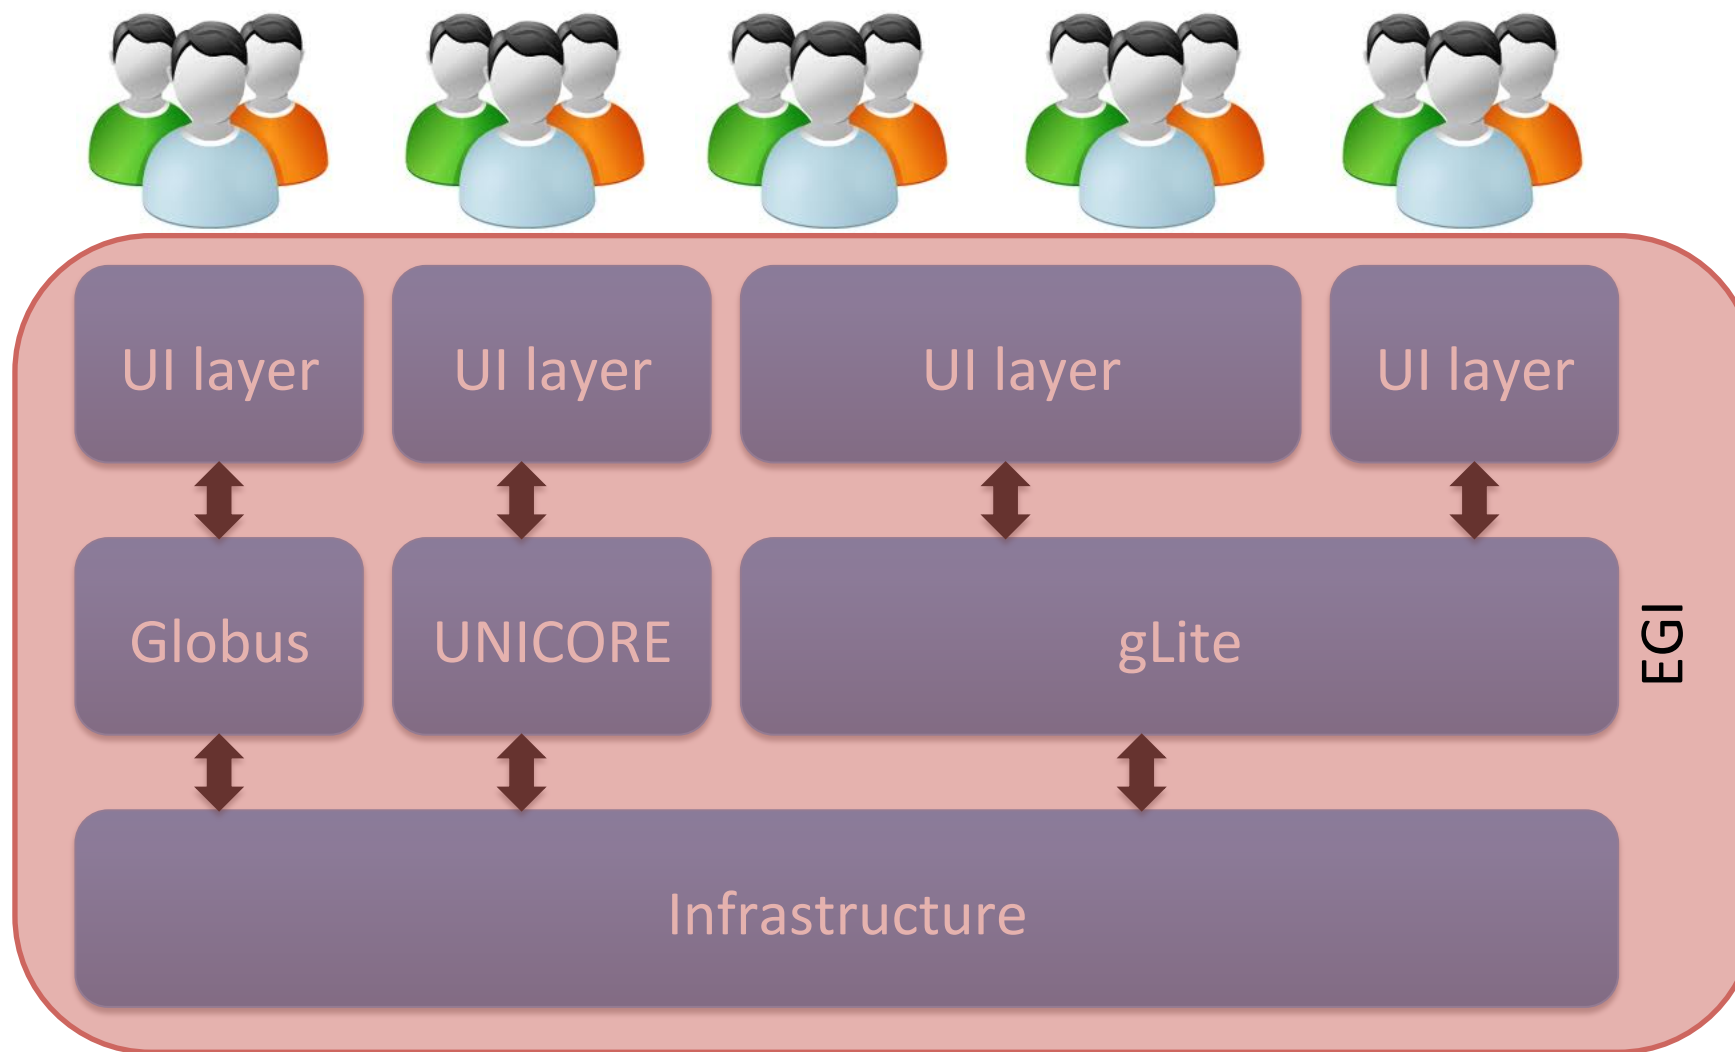 UI layer
UI layer
UI layer
UI layer
Globus
UNICORE
gLite
EGI
Infrastructure